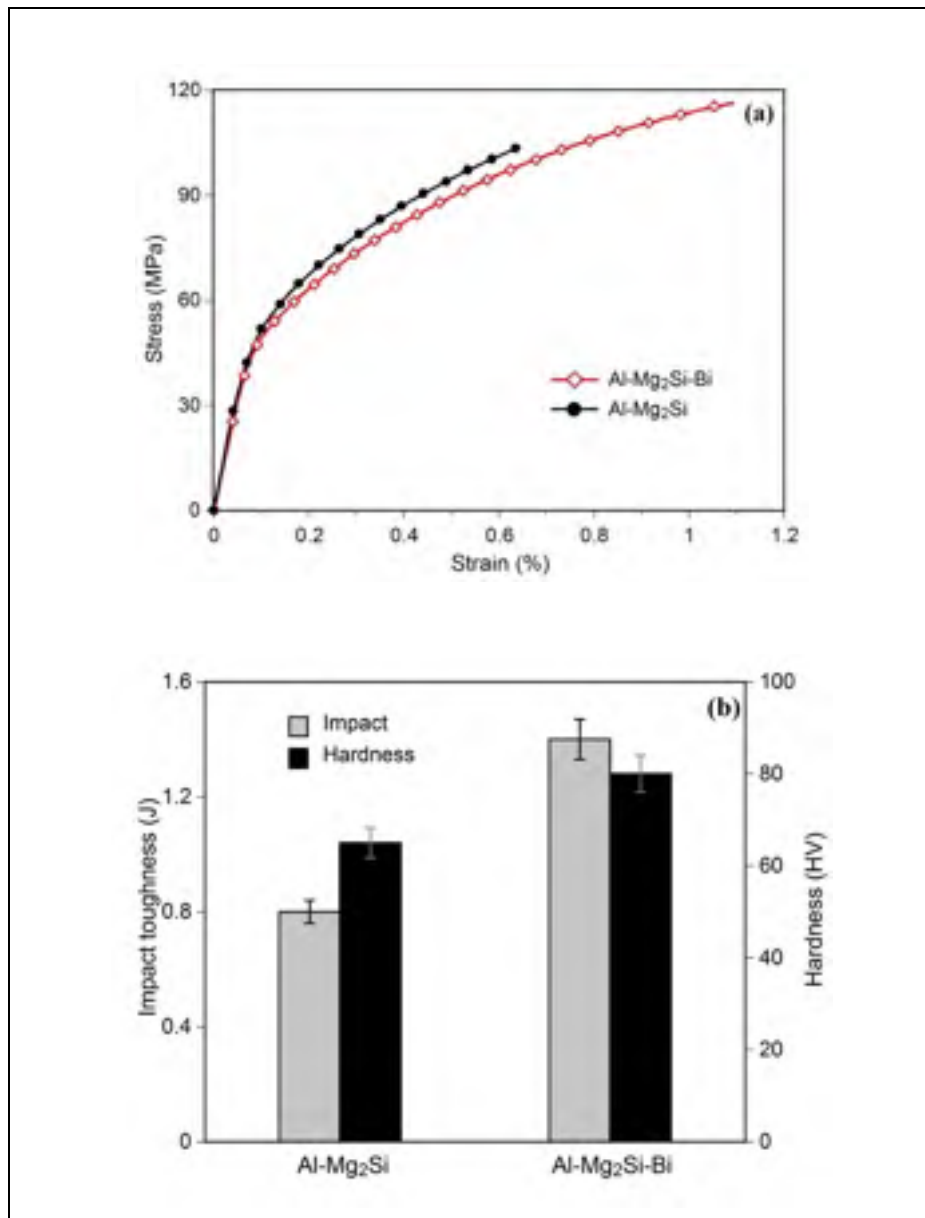 120
90
60
30
0
Stress (MPa)
(a)
Al-Mg₂Si-Bi
Al-Mg₂Si
0 0.2 0.4 0.6 0.8 1 1.2
Strain (%)
1.6
1.2
0.8
0.4
0
Impact toughness (J)
Impact
Hardness
(b)
100
80
60
40
20
0
Hardness (HV)
Al-Mg₂Si Al-Mg₂Si-Bi